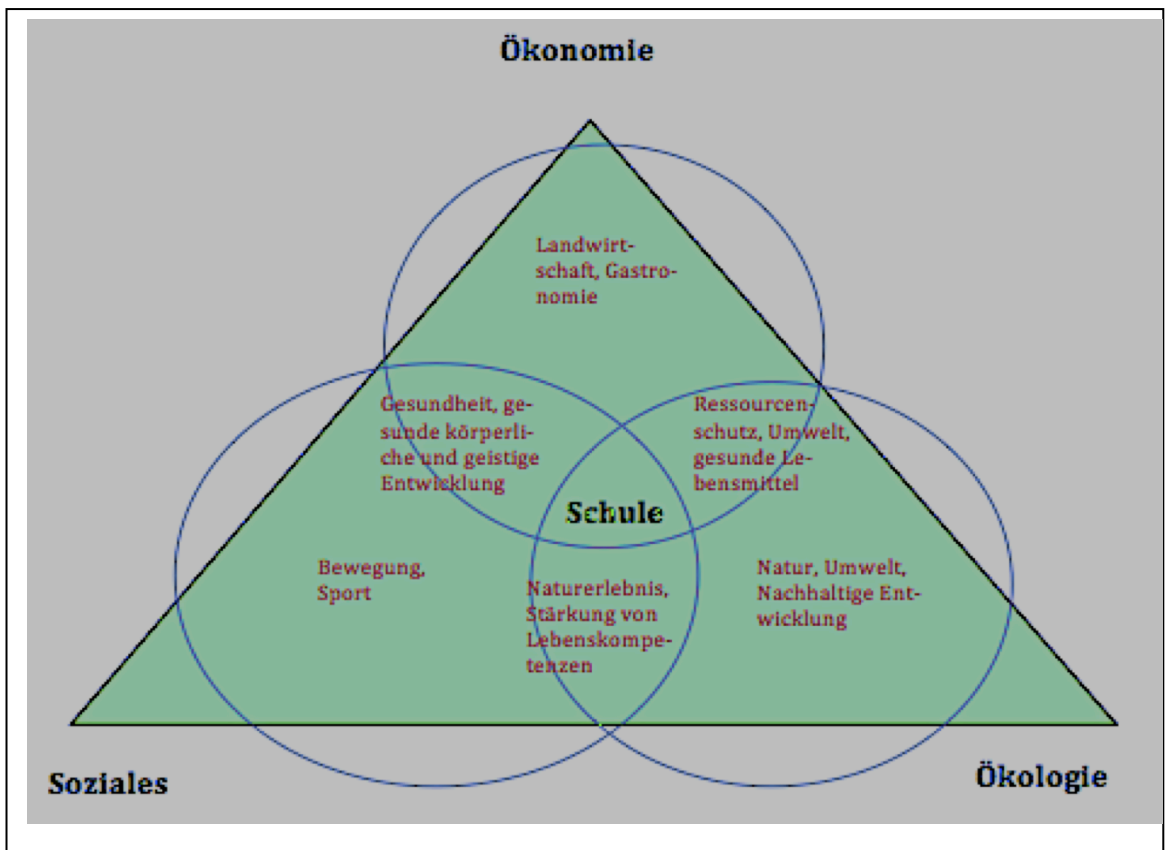 Ökonomie
Landwirt-
schaft, Gastro-
nomie
Gesundheit, ge-
sunde körperli-
che und geistige
Entwicklung
Ressourcen-
schutz, Umwelt,
gesunde Le-
bensmittel
Schule
Bewegung,
Sport
Naturerlebnis,
Stärkung von
Lebenskompe-
tenzen
Natur, Umwelt,
Nachhaltige Ent-
wicklung
Soziales
Ökologie